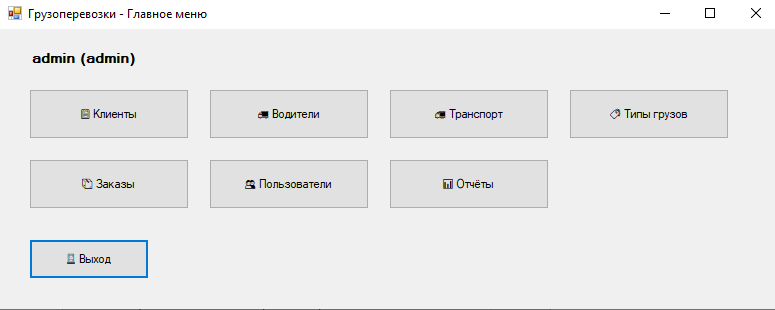 Грузоперевозки - Главное меню
admin (admin)
Клиенты
Водители
Транспорт
Типы грузов
Заказы
Пользователи
Отчёты
Выход